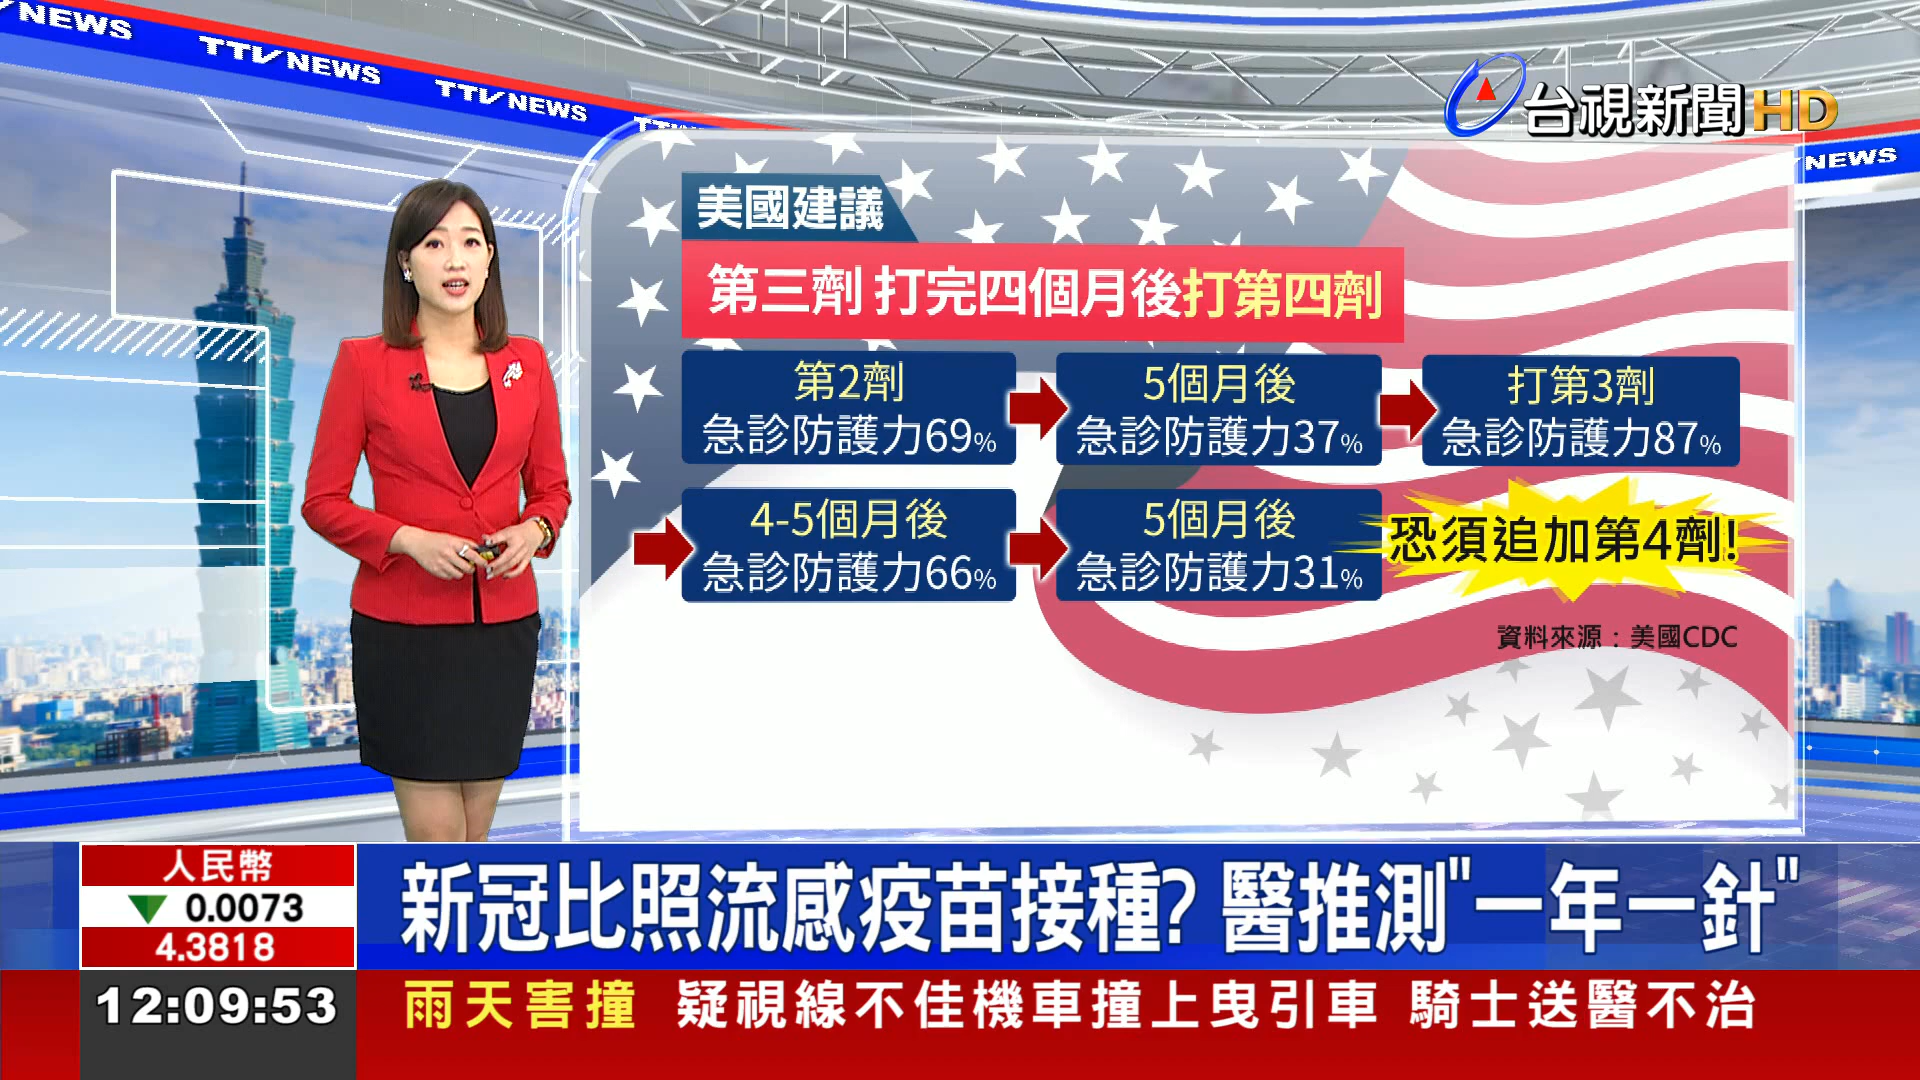 NEWS
TTV NEWS
TTV NEWS
台視新聞HD
NEWS
美國建議
第三劑 打完四個月後打第四劑
第2劑
急診防護力69%
5個月後
急診防護力37%
打第3劑
急診防護力87%
4-5個月後
急診防護力66%
5個月後
急診防護力31%
恐須追加第4劑!
資料來源：美國CDC
人民幣
0.0073
4.3818
新冠比照流感疫苗接種? 醫推測"一年一針"
12:09:53
雨天害撞 疑視線不佳機車撞上曳引車 騎士送醫不治